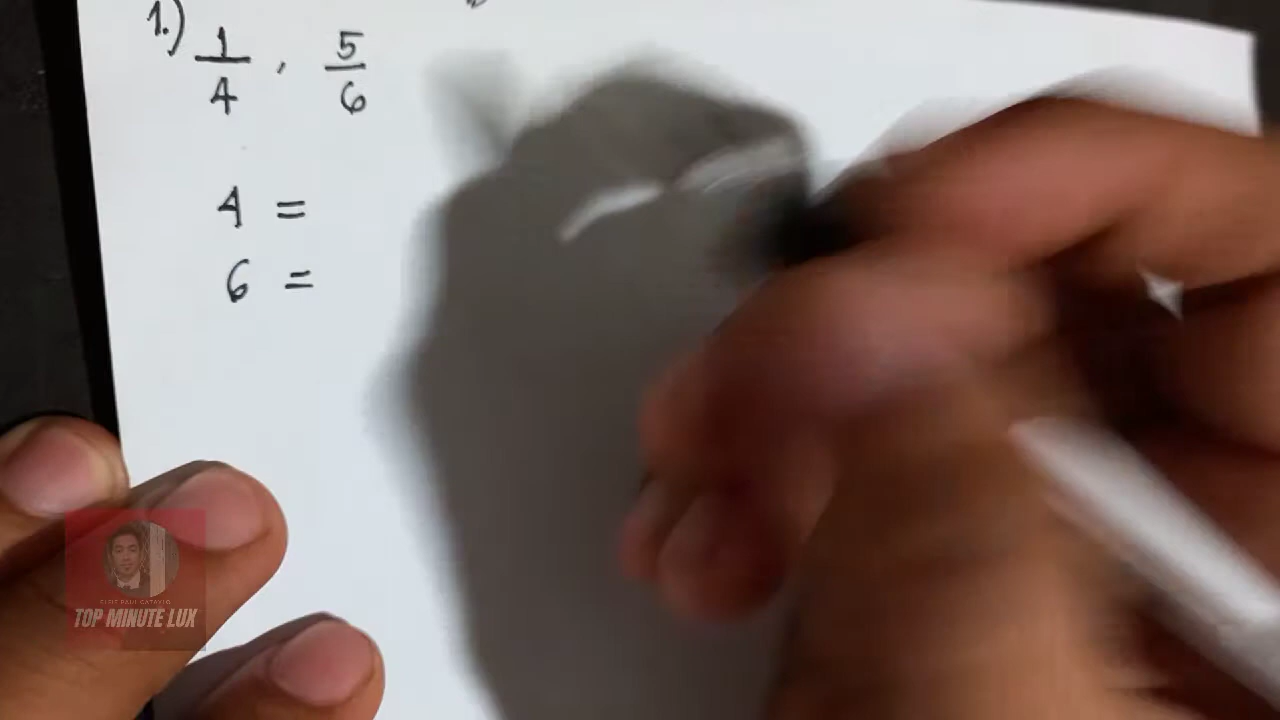 1.) 1/4 , 5/6
4 =
6 =
TOP MINUTE LUX